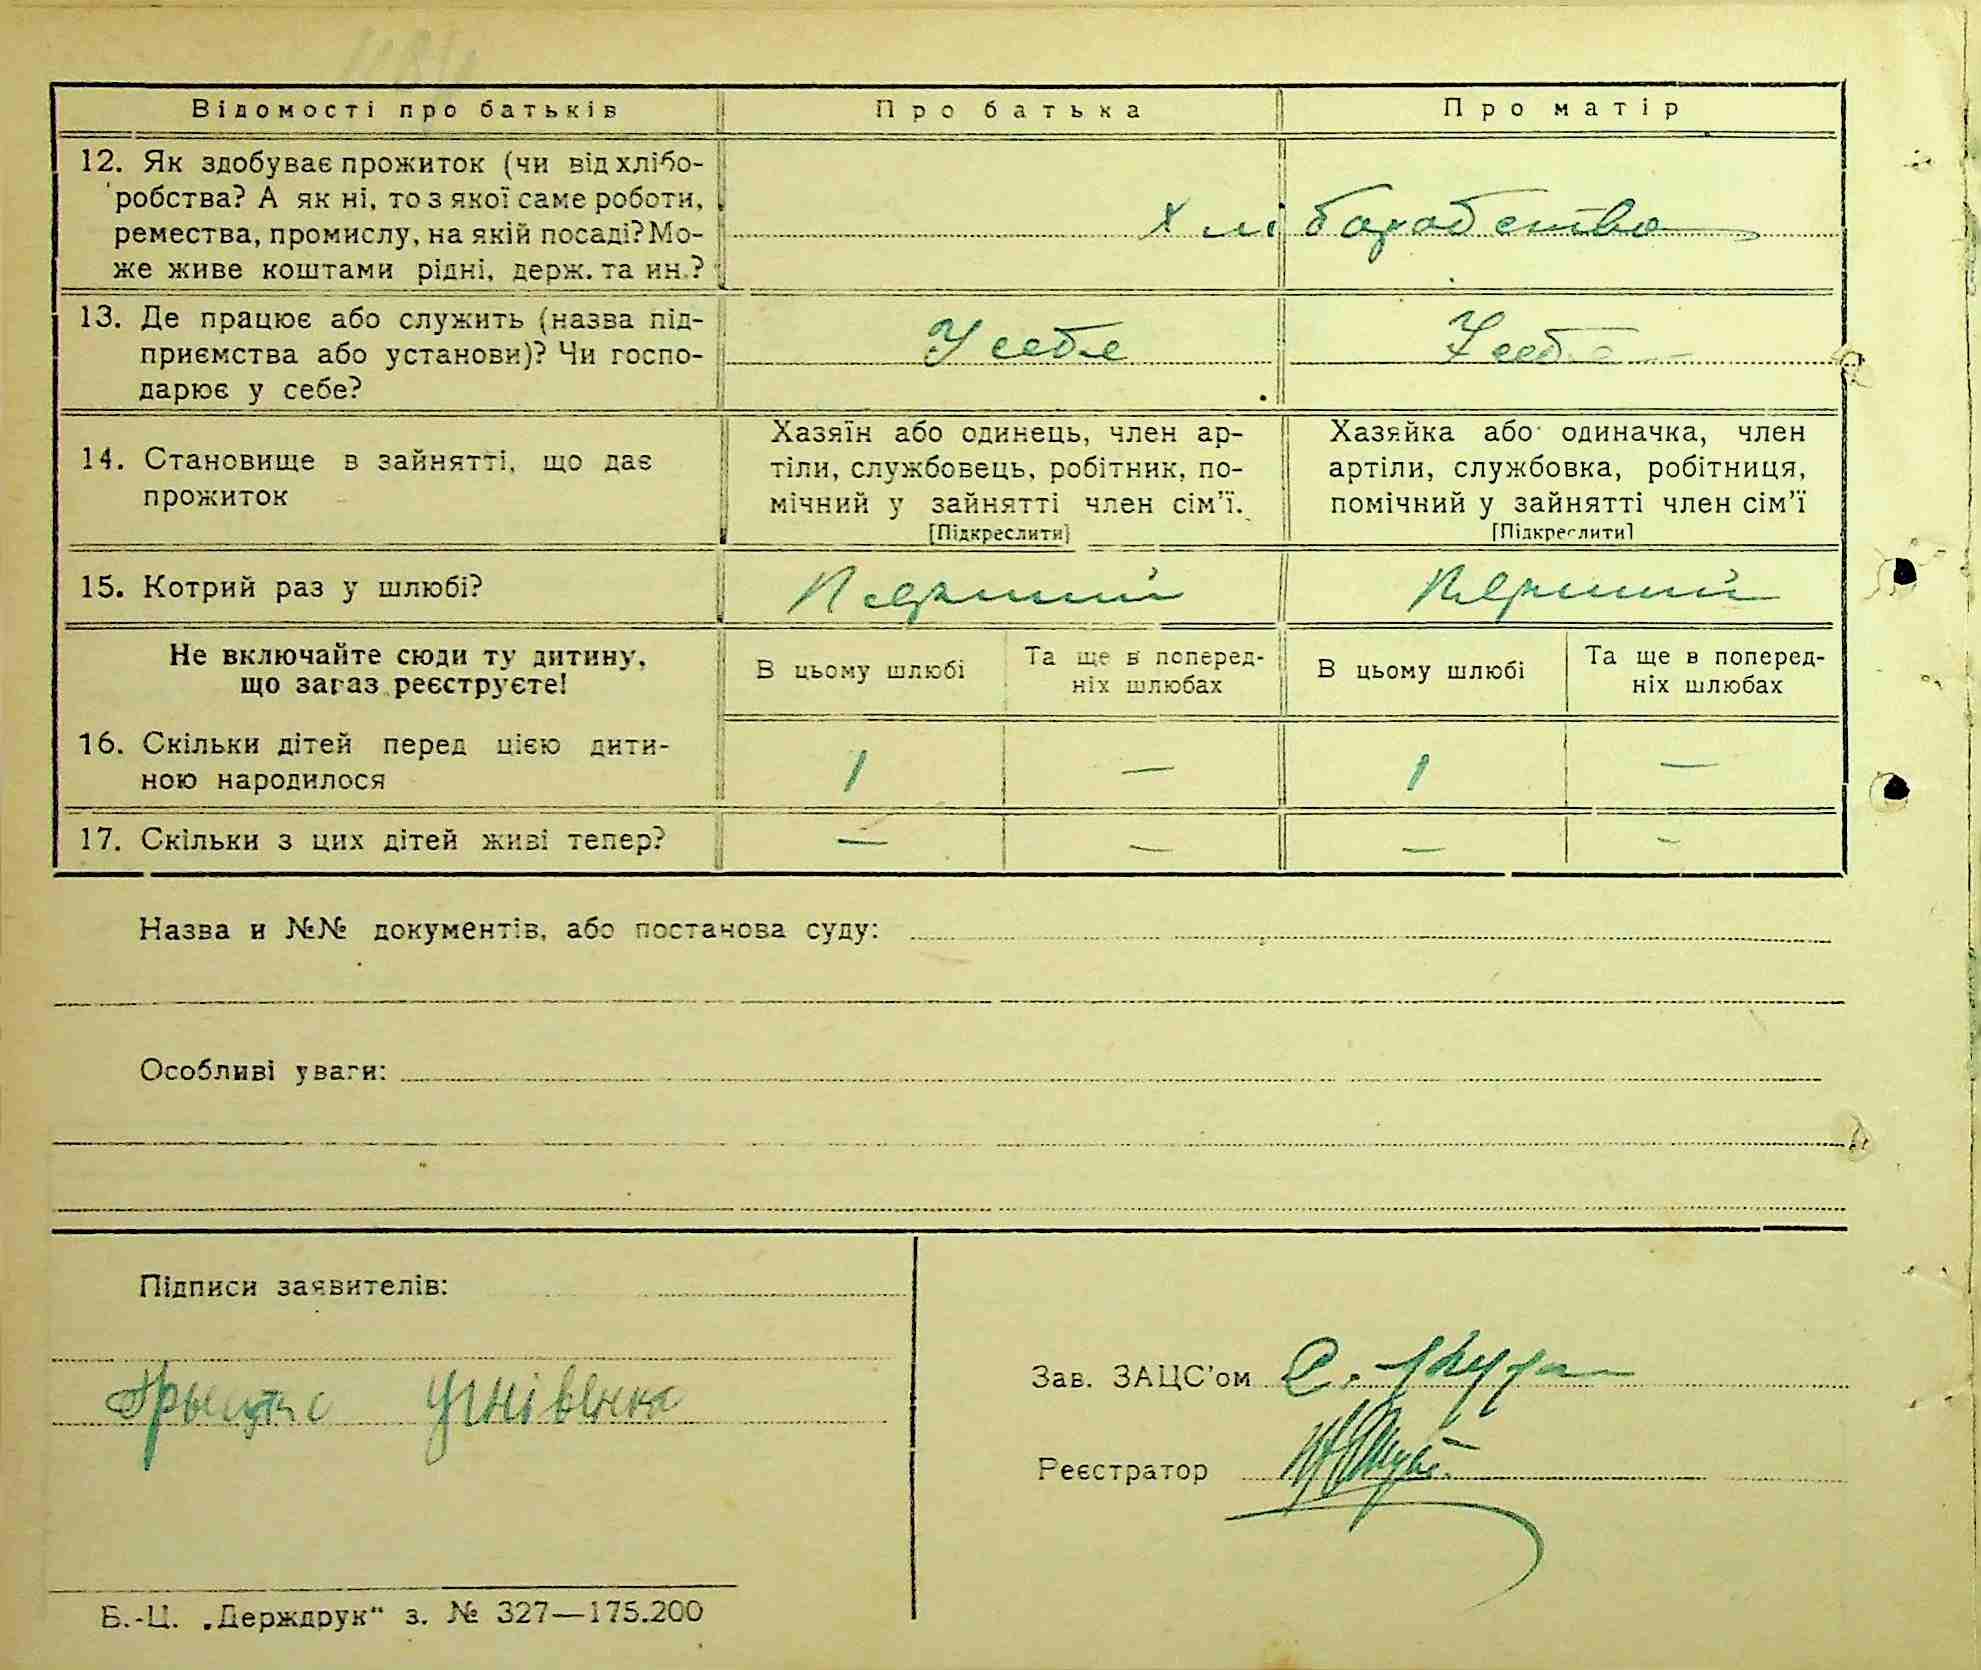 Відомості про батьків
Про батька
Про матір
12. Як здобуває прожиток (чи від хлібо-
робства? А як ні, то з якої саме роботи,
ремества, промислу, на якій посаді? Мо-
же живе коштами рідні, держ. та ин.?
Хліборобство
13. Де працює або служить (назва під-
приємства або установи)? Чи госпо-
дарює у себе?
У себе
У себе
14. Становище в зайнятті, що дає
прожиток
Хазяїн або одинець, член ар-
тіли, службовець, робітник, по-
мічний у зайнятті член сім’ї.
[Підкреслити]
Хазяйка або одиначка, член
артіли, службовка, робітниця,
помічний у зайнятті член сім’ї
[Підкреслити]
15. Котрий раз у шлюбі?
Первший
Первший
Не включайте сюди ту дитину,
що зараз реєструєте!
В цьому шлюбі
Та ще в поперед-
ніх шлюбах
В цьому шлюбі
Та ще в поперед-
ніх шлюбах
16. Скільки дітей перед цією дити-
ною народилося
1 — 1 —
17. Скільки з цих дітей живі тепер?
— — — -
Назва и №№ документів, або постанова суду:
Особливі уваги:
Підписи заявителів:
Зав. ЗАЦС’ом
Реєстратор
Б.-Ц. „Держдрук“ з. № 327—175.200